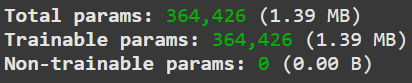 Total params: 364,426 (1.39 MB)
Trainable params: 364,426 (1.39 MB)
Non-trainable params: 0 (0.00 B)